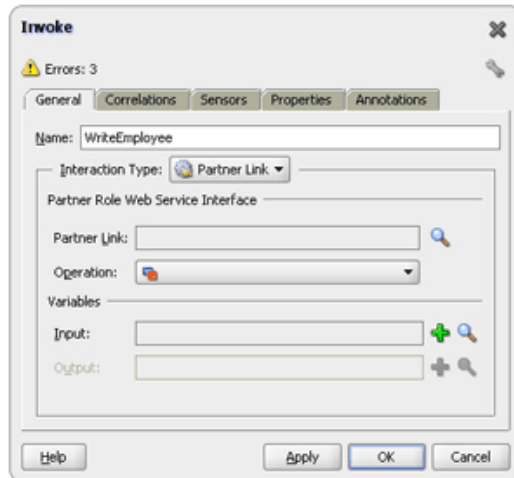 Invoke
Errors: 3
General Correlations Sensors Properties Annotations
Name: WriteEmployee
Interaction Type: Partner Link
Partner Role Web Service Interface
Partner Link:
Operation:
Variables
Input:
Output:
Help Apply OK Cancel